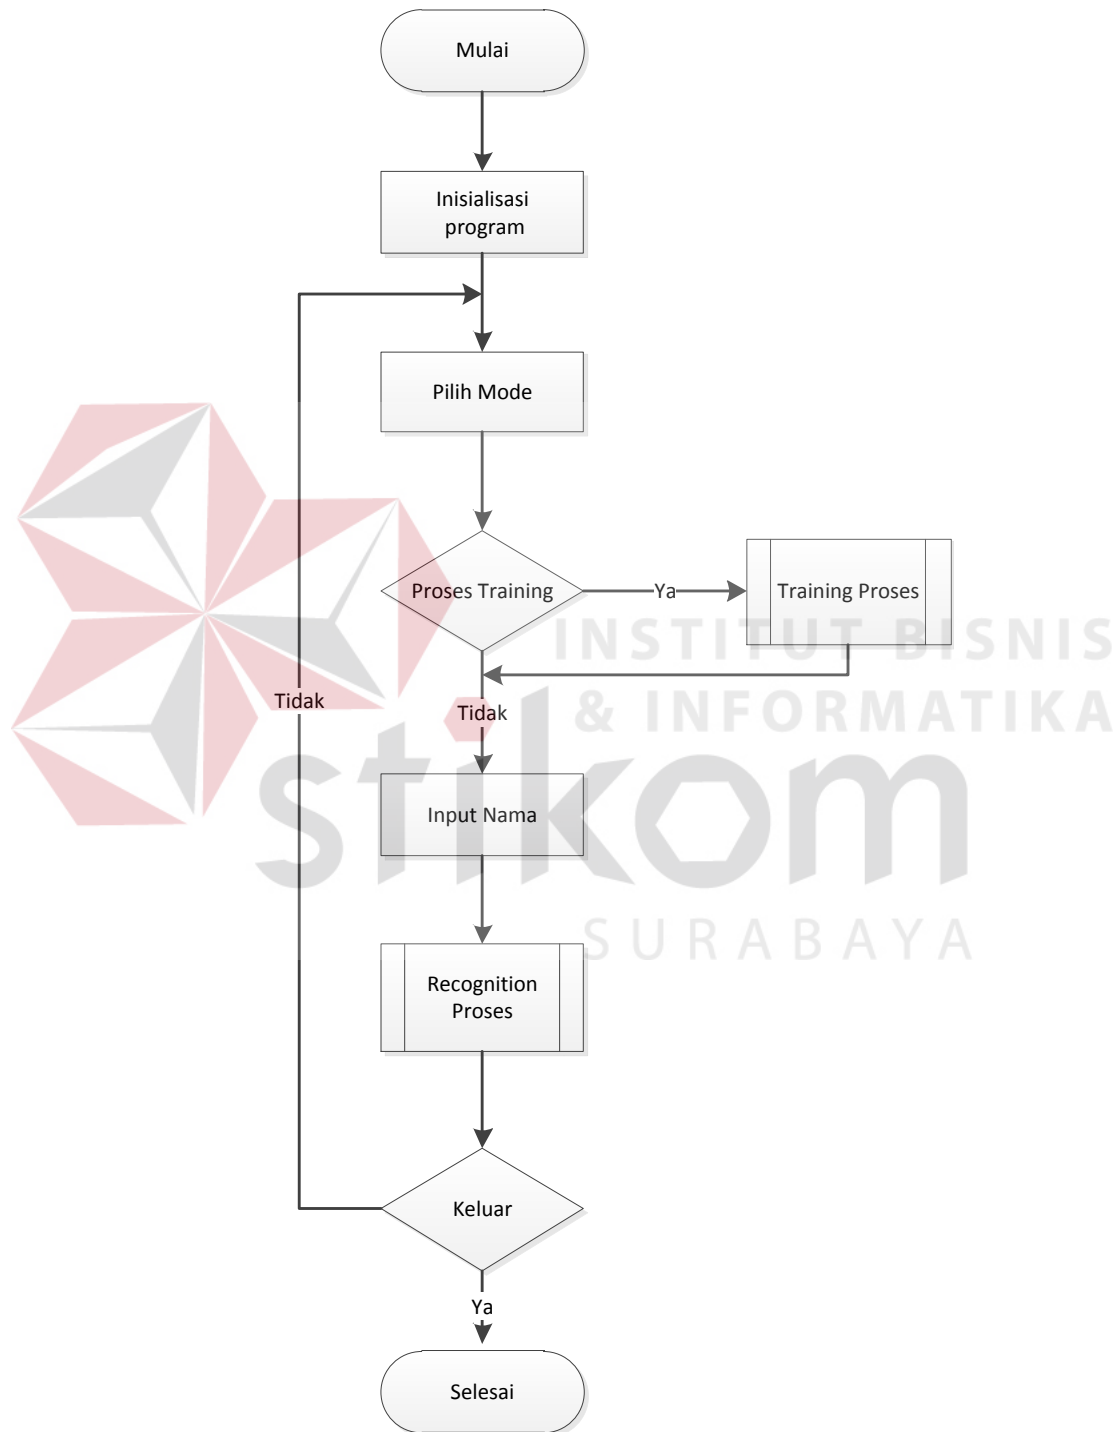 Mulai
Inisialisasi
program
Pilih Mode
Proses Training
Ya
Training Proses
INSTITUT BISNIS
& INFORMATIKA
Tidak
Tidak
stikom
Input Nama
SURABAYA
Recognition
Proses
Keluar
Ya
Selesai